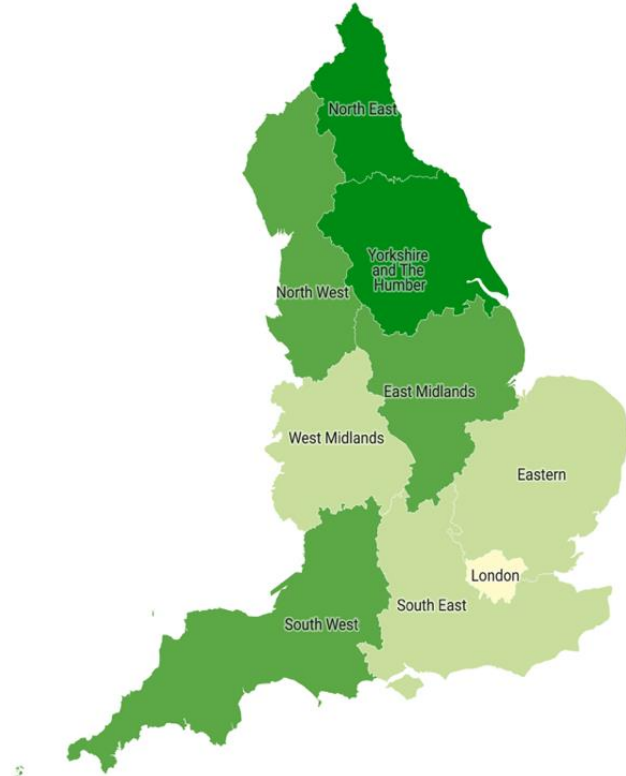 North East
Yorkshire
and The
Humber
North West
East Midlands
West Midlands
Eastern
London
South East
South West